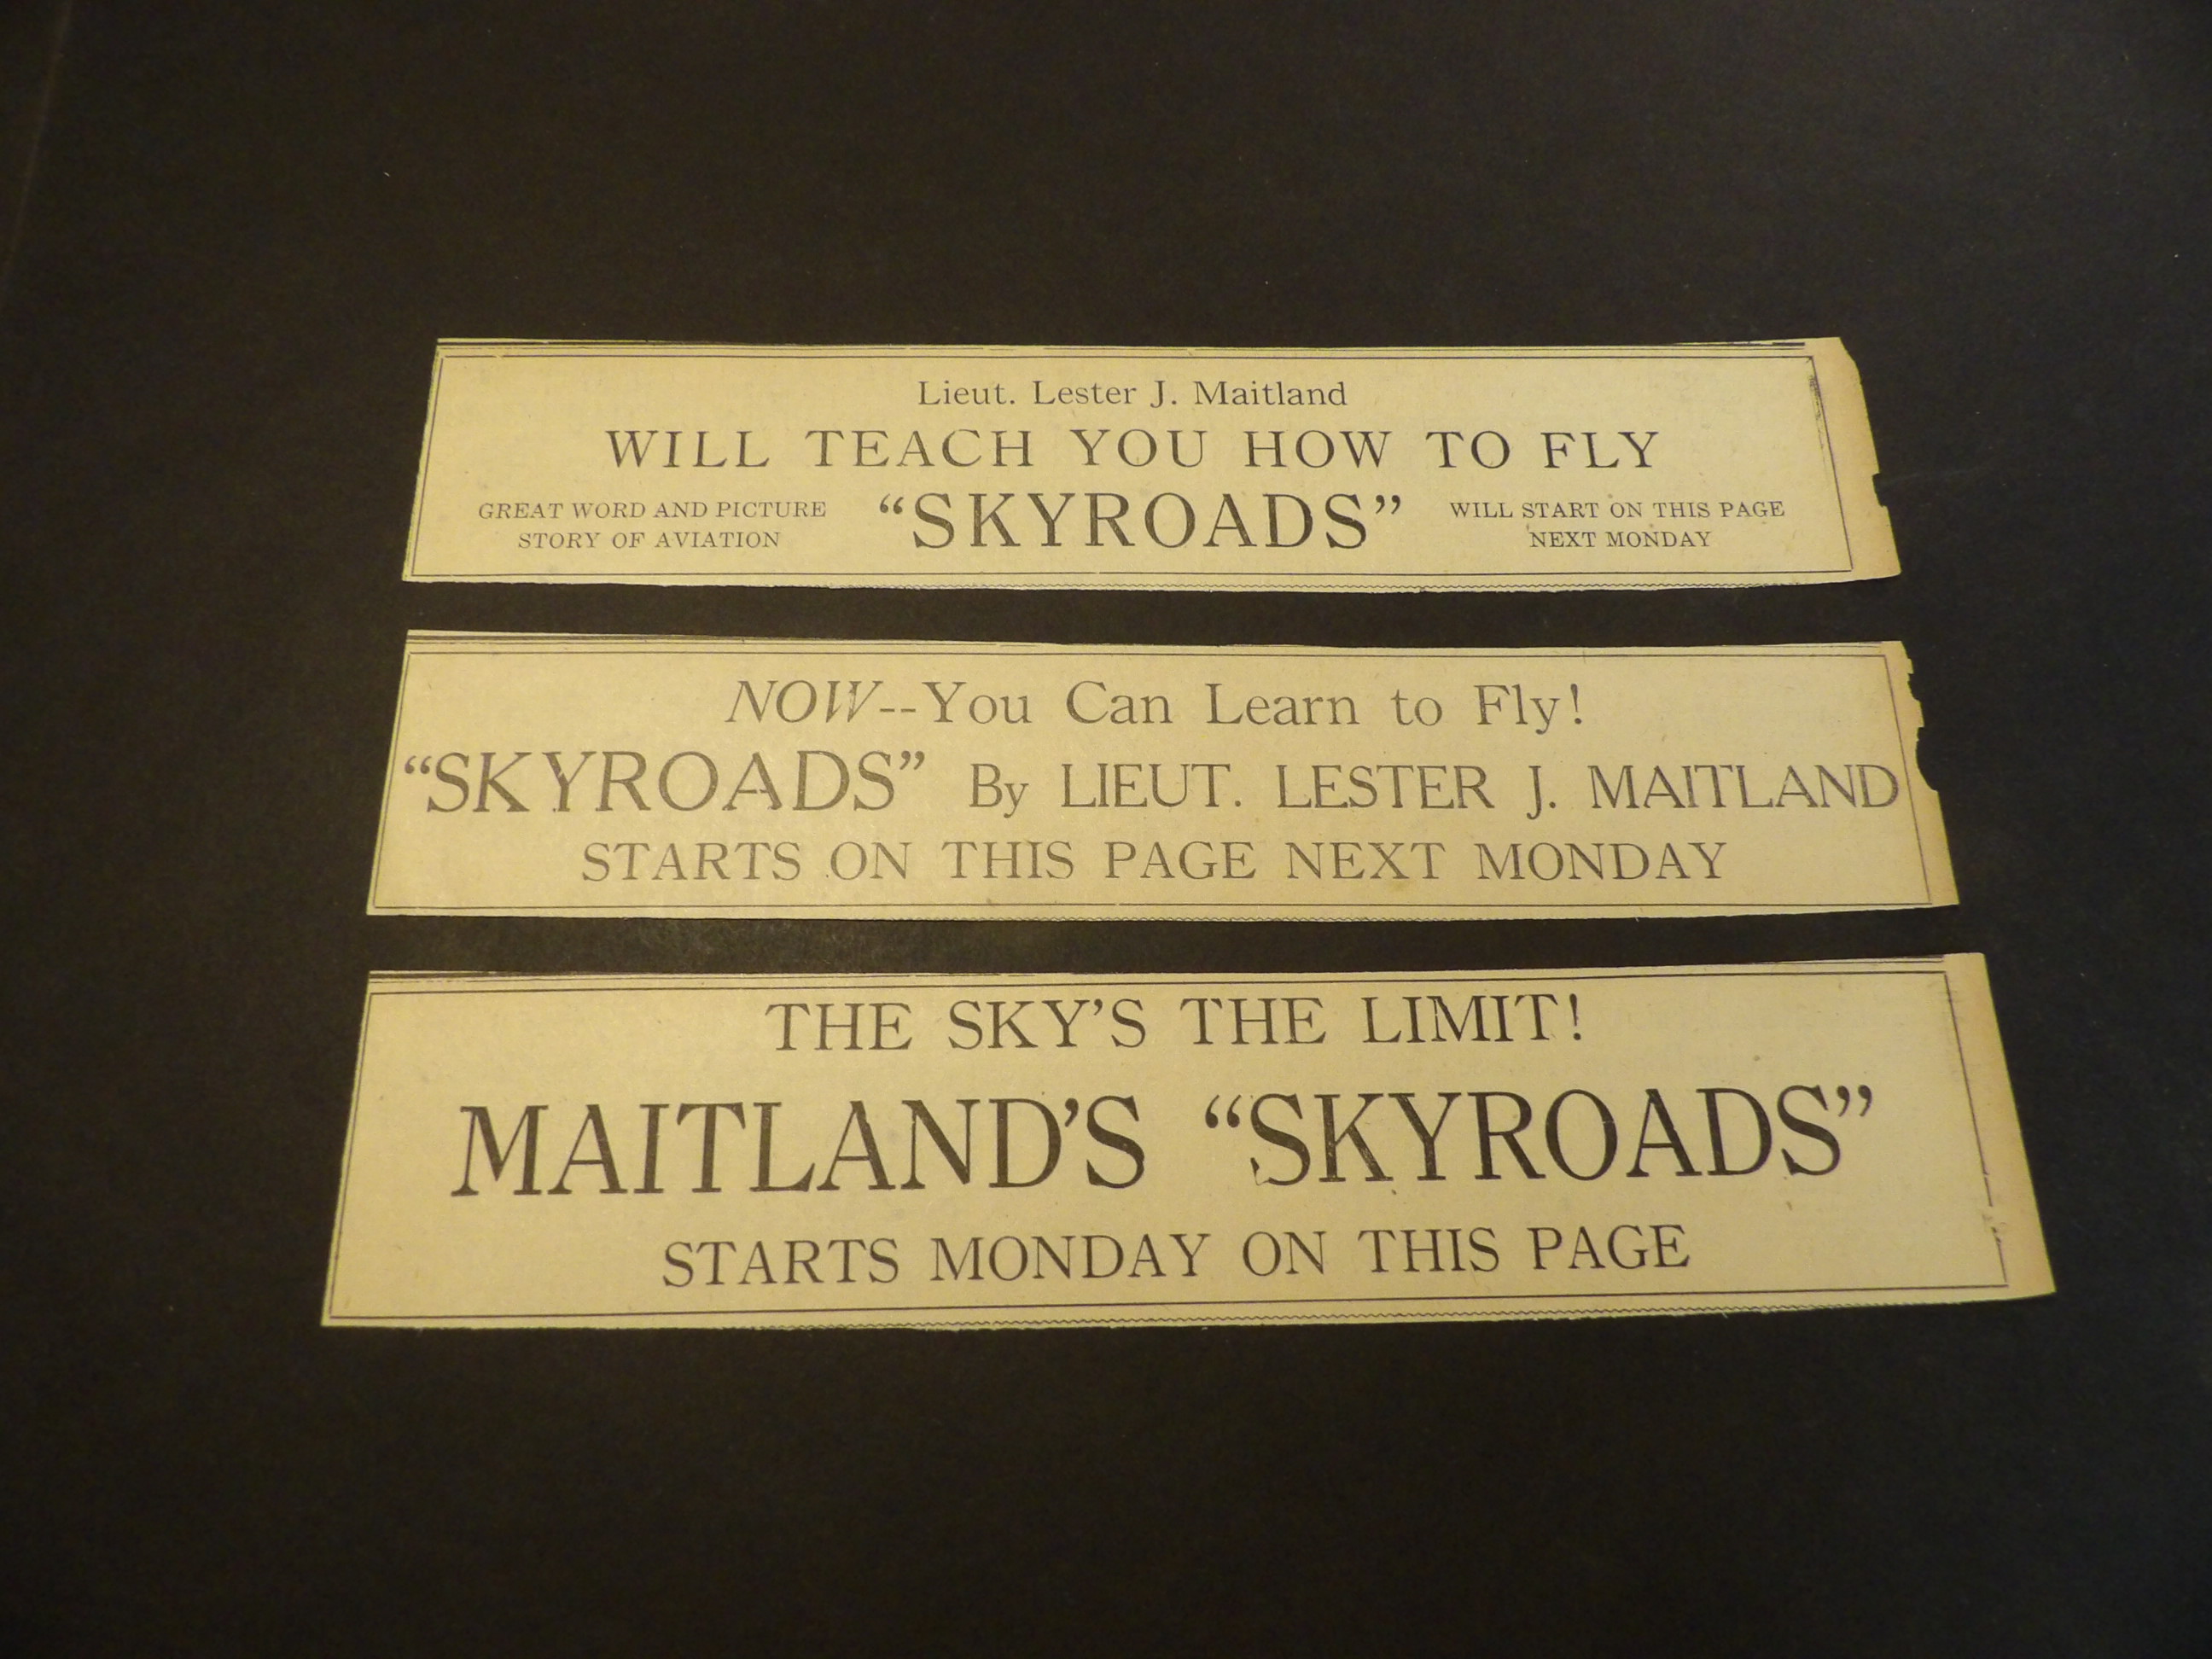 Lieut. Lester J. Maitland
WILL TEACH YOU HOW TO FLY
GREAT WORD AND PICTURE
STORY OF AVIATION
“SKYROADS”
WILL START ON THIS PAGE
NEXT MONDAY
NOW--You Can Learn to Fly!
“SKYROADS” By LIEUT. LESTER J. MAITLAND
STARTS ON THIS PAGE NEXT MONDAY
THE SKY’S THE LIMIT!
MAITLAND’S “SKYROADS”
STARTS MONDAY ON THIS PAGE